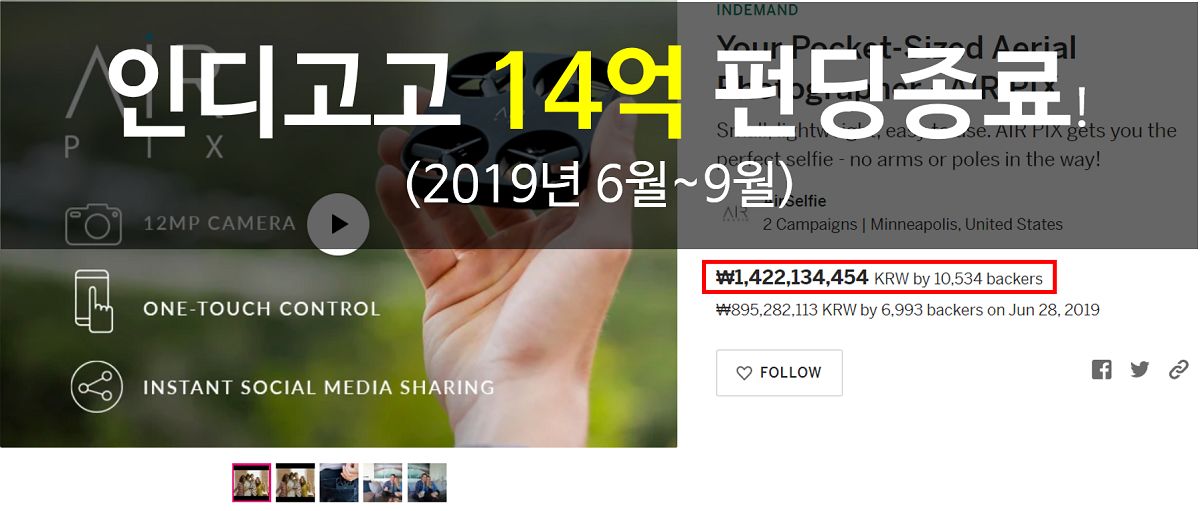 INDEMAND
Your Pocket-Sized Aerial
Photographer - AIR PIX
인디고고 14억 펀딩종료!
(2019년 6월~9월)
AIR
PIX
Small, lightweight, easy to use. AIR PIX gets you the
perfect selfie - no arms or poles in the way!
AIR
AirSelfie
2 Campaigns | Minneapolis, United States
12MP CAMERA
ONE-TOUCH CONTROL
INSTANT SOCIAL MEDIA SHARING
₩1,422,134,454 KRW by 10,534 backers
₩895,282,113 KRW by 6,993 backers on Jun 28, 2019
FOLLOW